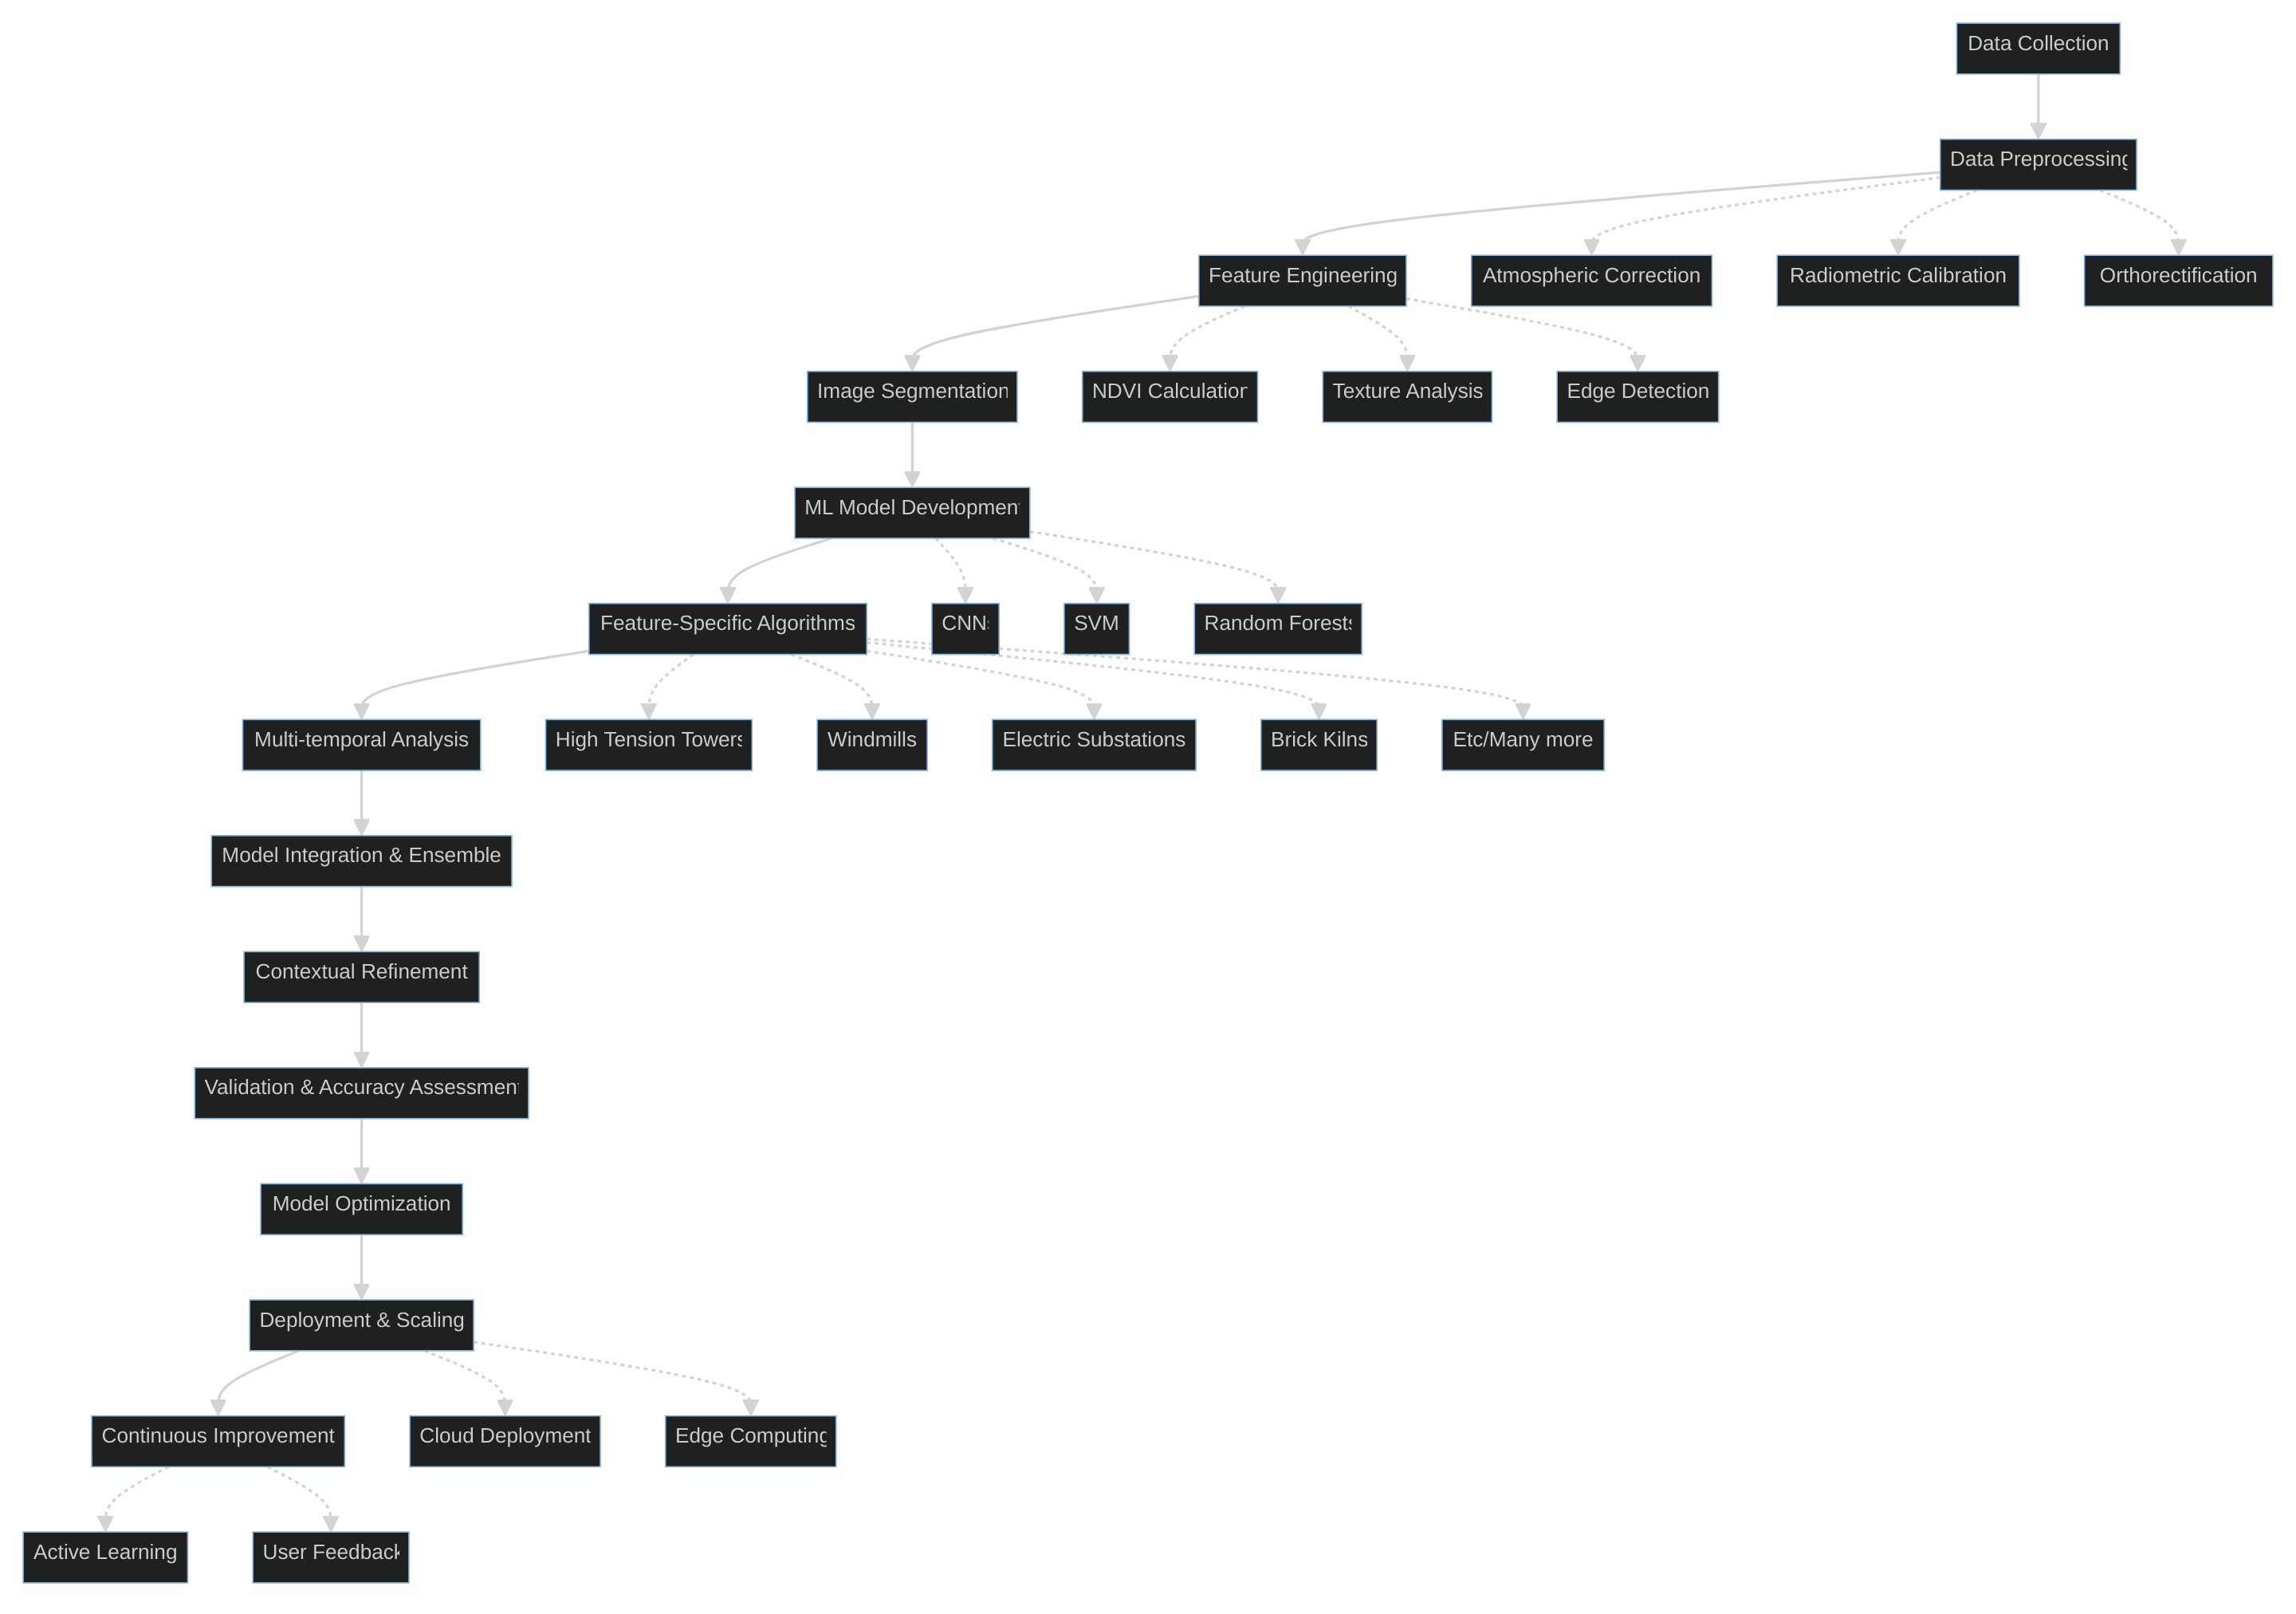 Data Collection
Data Preprocessing
Feature Engineering
Atmospheric Correction
Radiometric Calibration
Orthorectification
Image Segmentation
NDVI Calculation
Texture Analysis
Edge Detection
ML Model Development
Feature-Specific Algorithms
CNNs
SVM
Random Forests
Multi-temporal Analysis
High Tension Towers
Windmills
Electric Substations
Brick Kilns
Etc/Many more
Model Integration & Ensemble
Contextual Refinement
Validation & Accuracy Assessment
Model Optimization
Deployment & Scaling
Continuous Improvement
Cloud Deployment
Edge Computing
Active Learning
User Feedback